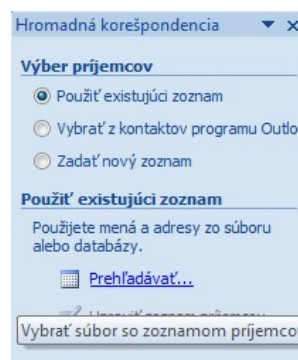 Hromadná korešpondencia
Výber príjemcov
Použiť existujúci zoznam
Vybrať z kontaktov programu Outlo
Zadať nový zoznam
Použiť existujúci zoznam
Použijete mená a adresy zo súboru
alebo databázy.
Prehľadávať...
Vybrať súbor so zoznamom príjemcov